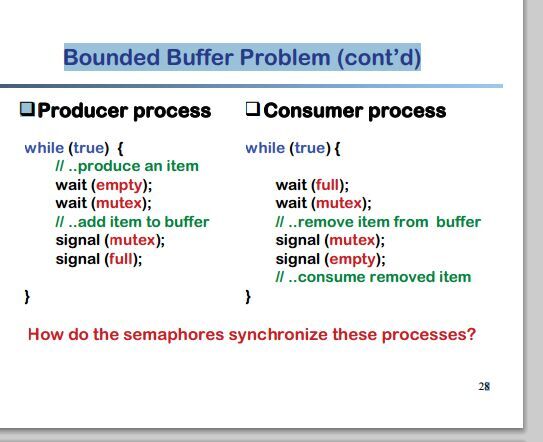 Bounded Buffer Problem (cont’d)
Producer process
while (true) {
// ..produce an item
wait (empty);
wait (mutex);
// ..add item to buffer
signal (mutex);
signal (full);
}
Consumer process
while (true) {
wait (full);
wait (mutex);
// ..remove item from buffer
signal (mutex);
signal (empty);
// ..consume removed item
}
How do the semaphores synchronize these processes?
28